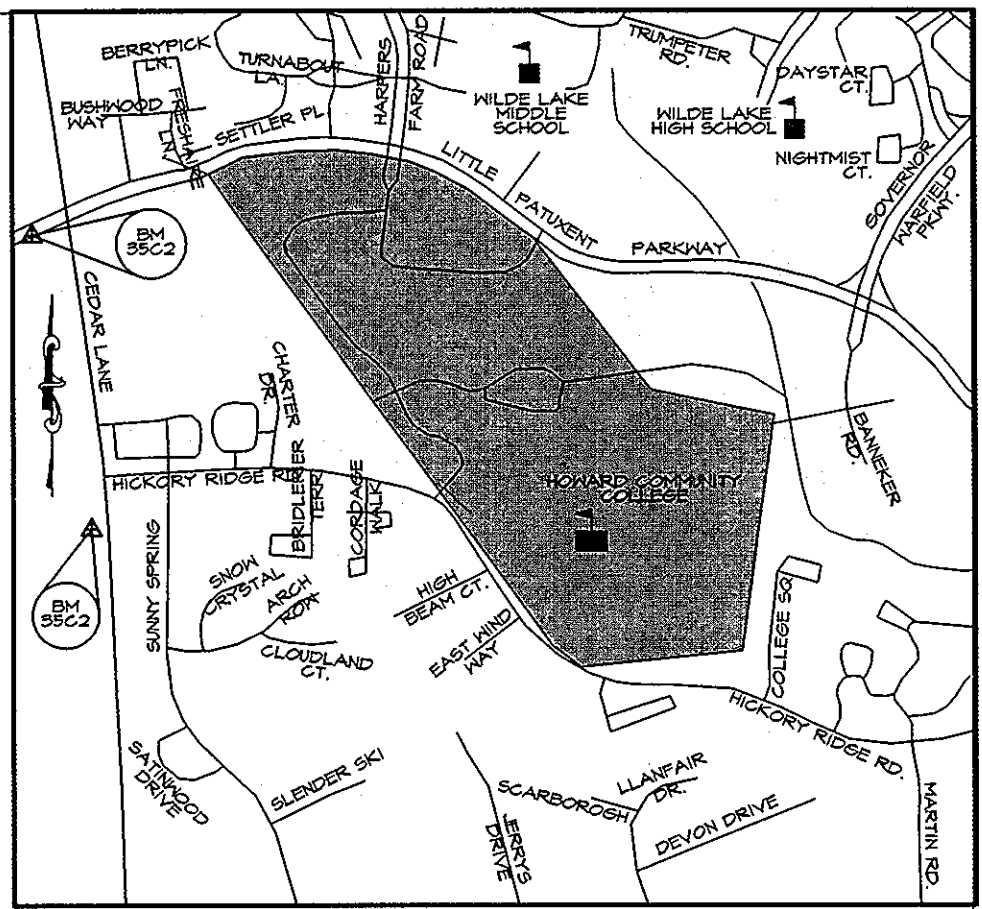 BERRYPICK
LN.
TURNABOUT
LA.
HARPERS
FARM ROAD
TRUMPETER
RD.
DAYSTAR
CT.
BUSHWOOD
WAY
FRESHAIRE
LN
SETTLER PL
WILDE LAKE
MIDDLE
SCHOOL
WILDE LAKE
HIGH SCHOOL
NIGHTMIST
CT.
GOVERNOR
WARFIELD
PKWY.
LITTLE
PATUXENT
PARKWAY
BM
35C2
CEDAR LANE
CHARTER
DR.
BANNEKER
RD.
HICKORY RIDGE RD
BRIDLERIER
TERR
CORDAGE
WALK
HOWARD COMMUNITY
COLLEGE
BM
35C2
SUNNY SPRING
SNOW
CRYSTAL
ARCH
ROW
CLOUDLAND
CT.
HIGH
BEAM CT.
EAST WIND
WAY
COLLEGE SQ
HICKORY RIDGE RD.
SATINWOOD
DRIVE
SLENDER SKI
JERRYS
DRIVE
SCARBOROGH
LLANFAIR
DR.
DEVON DRIVE
MARTIN RD.